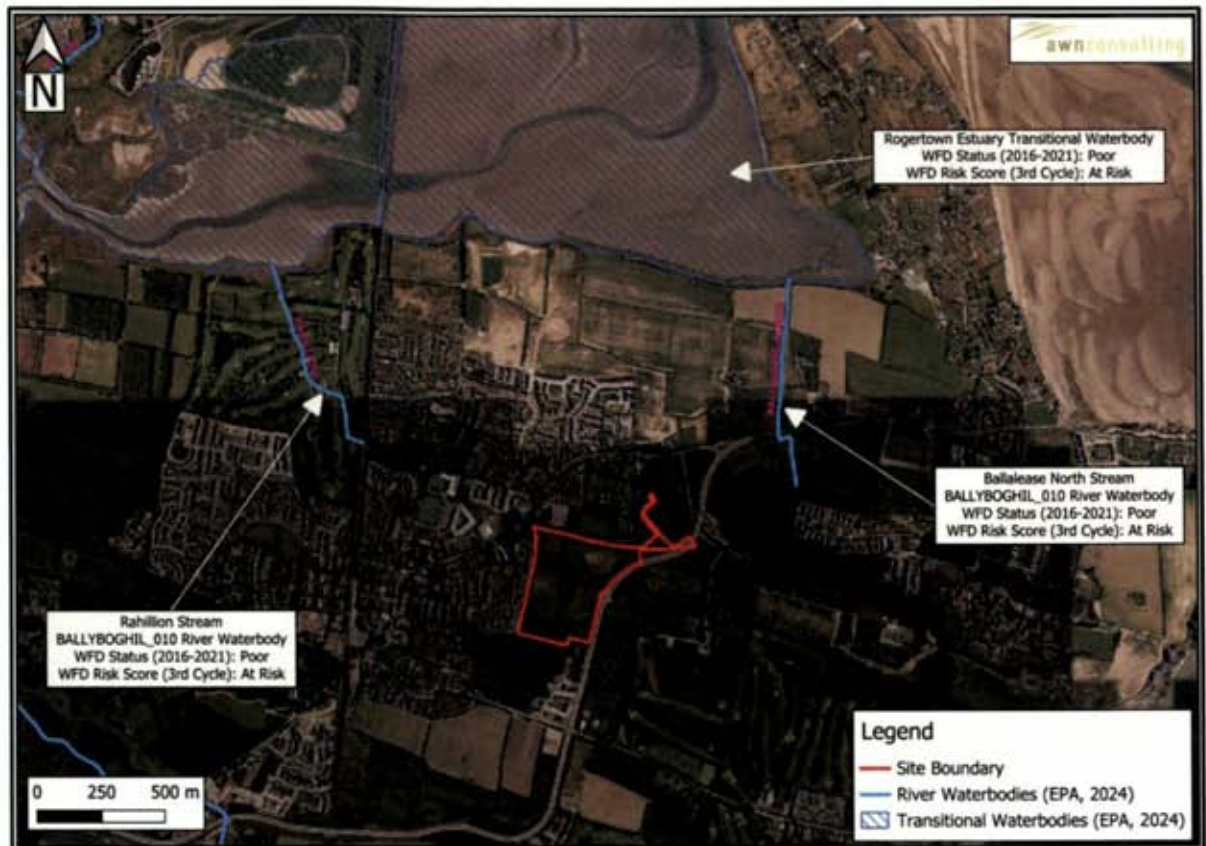 N
awnconsulting
Rogertown Estuary Transitional Waterbody
WFD Status (2016-2021): Poor
WFD Risk Score (3rd Cycle): At Risk
Ballalease North Stream
BALLYBOGHIL_010 River Waterbody
WFD Status (2016-2021): Poor
WFD Risk Score (3rd Cycle): At Risk
Rahillion Stream
BALLYBOGHIL_010 River Waterbody
WFD Status (2016-2021): Poor
WFD Risk Score (3rd Cycle): At Risk
Legend
Site Boundary
River Waterbodies (EPA, 2024)
Transitional Waterbodies (EPA, 2024)
0 250 500 m